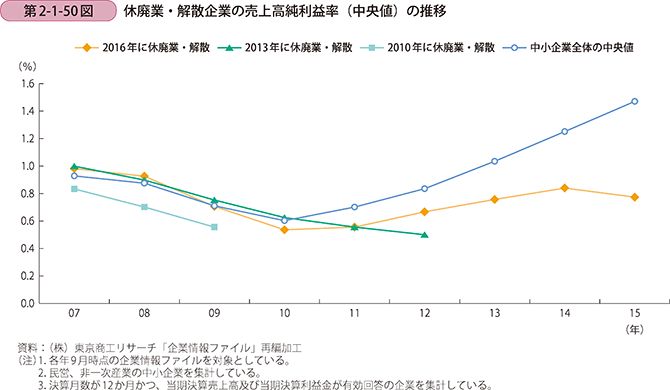 第2-1-50図 休廃業・解散企業の売上高純利益率（中央値）の推移
2016年に休廃業・解散 2013年に休廃業・解散 2010年に休廃業・解散 中小企業全体の中央値
（%）
1.6
1.4
1.2
1.0
0.8
0.6
0.4
0.2
0.0
07 08 09 10 11 12 13 14 15
（年）
資料：（株）東京商工リサーチ「企業情報ファイル」再編加工
（注）1. 各年9月時点の企業情報ファイルを対象としている。
2. 民営、非一次産業の中小企業を集計している。
3. 決算月数が12か月かつ、当期決算売上高及び当期決算利益金が有効回答の企業を集計している。